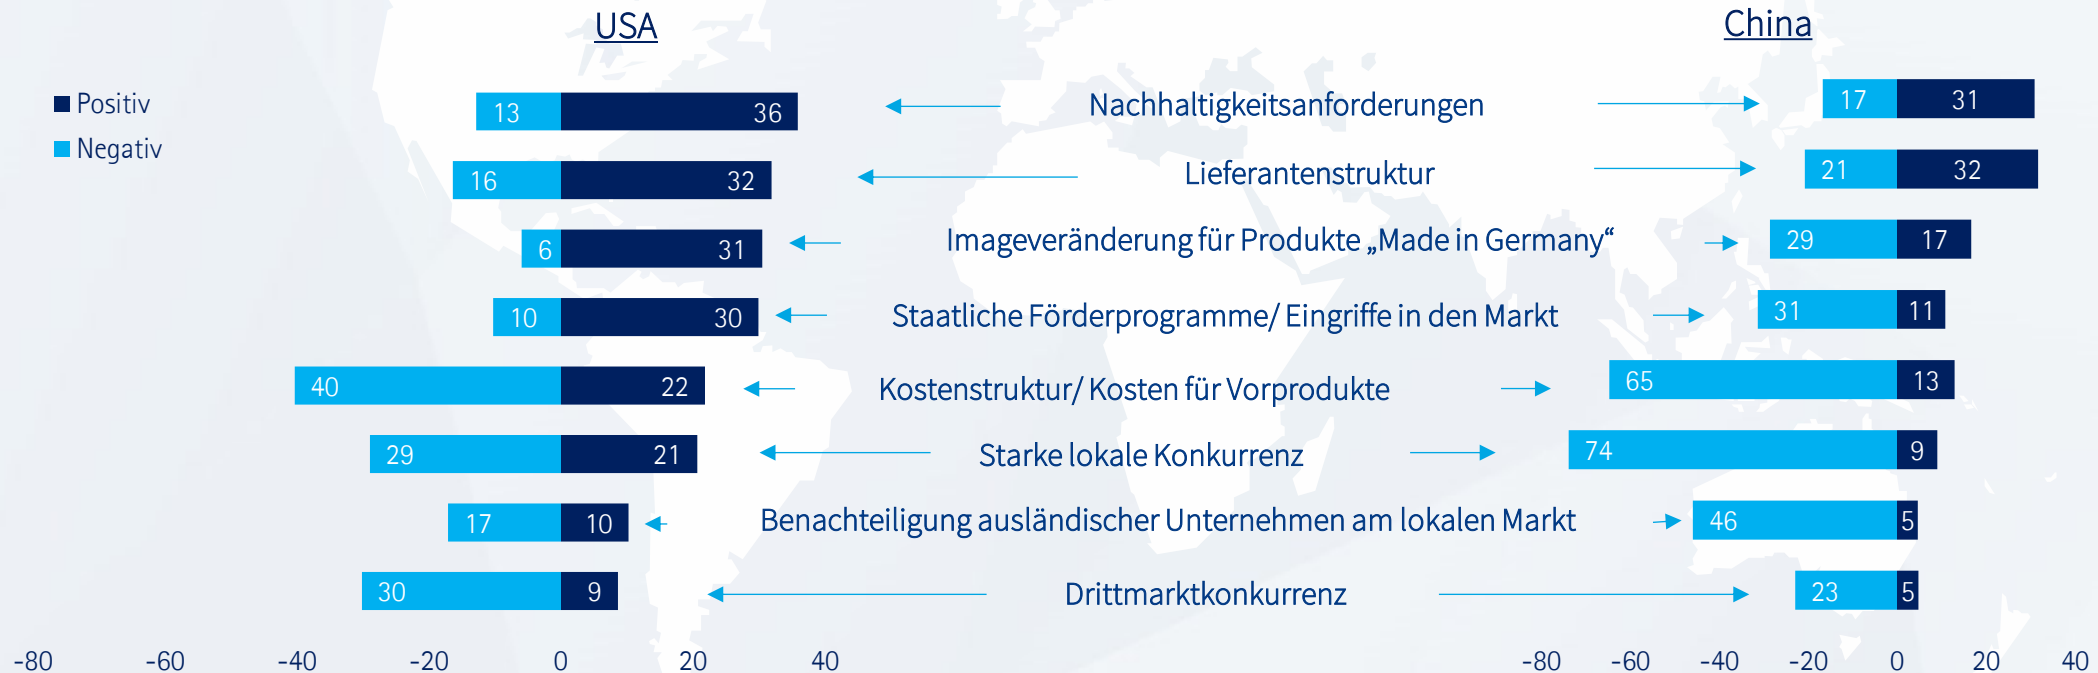 USA
China
Positiv
Negativ
13 36 Nachhaltigkeitsanforderungen 17 31
16 32 Lieferantenstruktur 21 32
6 31 Imageveränderung für Produkte „Made in Germany“ 29 17
10 30 Staatliche Förderprogramme/ Eingriffe in den Markt 31 11
40 22 Kostenstruktur/ Kosten für Vorprodukte 65 13
29 21 Starke lokale Konkurrenz 74 9
17 10 Benachteiligung ausländischer Unternehmen am lokalen Markt 46 5
30 9 Drittmarktkonkurrenz 23 5
-80 -60 -40 -20 0 20 40 -80 -60 -40 -20 0 20 40